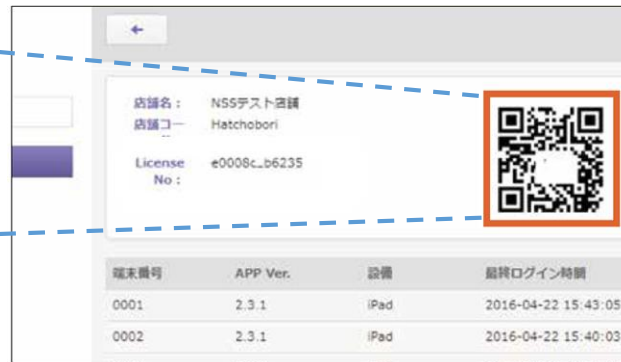 店舗名： NSSテスト店舗
店舗コー Hatchobori
License e0008c_b6235
No：
端末番号 APP Ver. 設備 最終ログイン時間
0001 2.3.1 iPad 2016-04-22 15:43:05
0002 2.3.1 iPad 2016-04-22 15:40:03